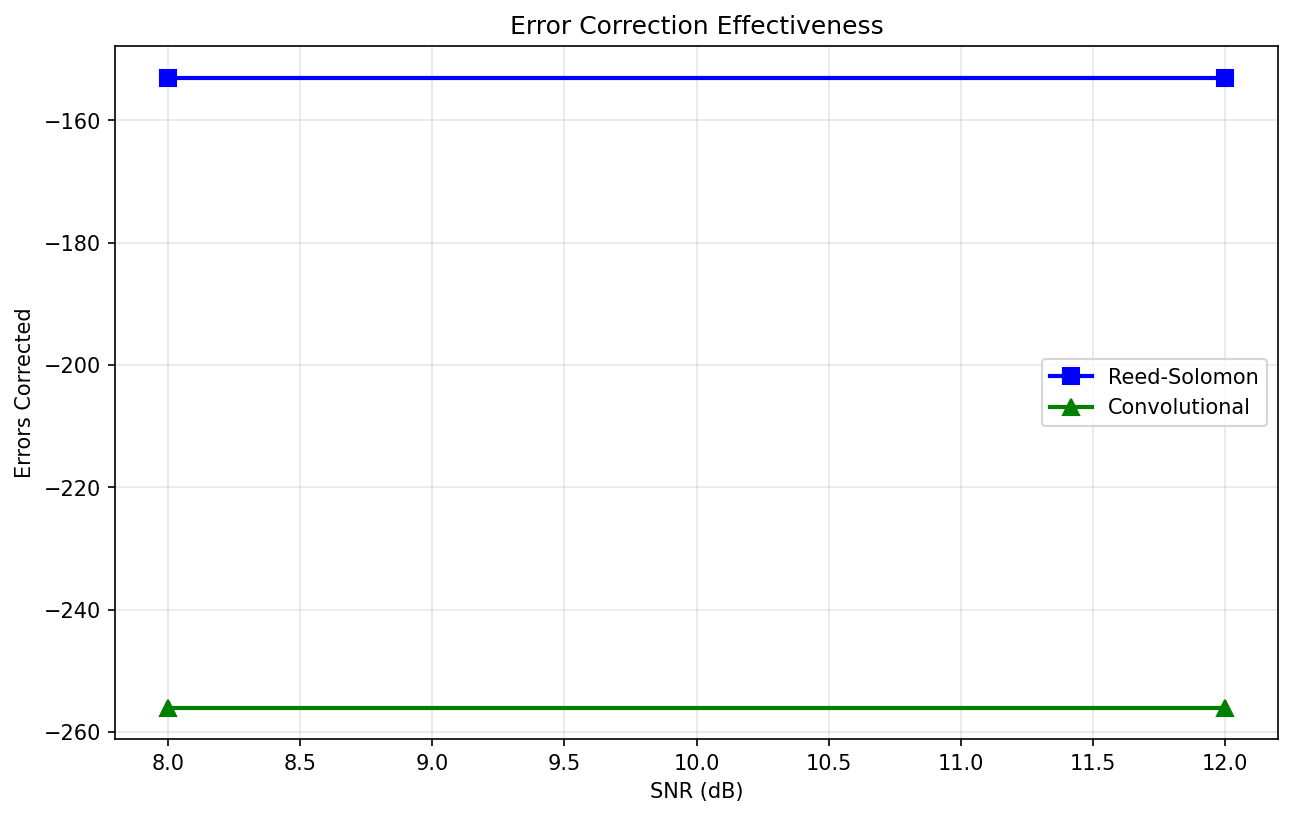 Error Correction Effectiveness
Errors Corrected
−160
−180
−200
−220
−240
−260
Reed-Solomon
Convolutional
8.0 8.5 9.0 9.5 10.0 10.5 11.0 11.5 12.0
SNR (dB)